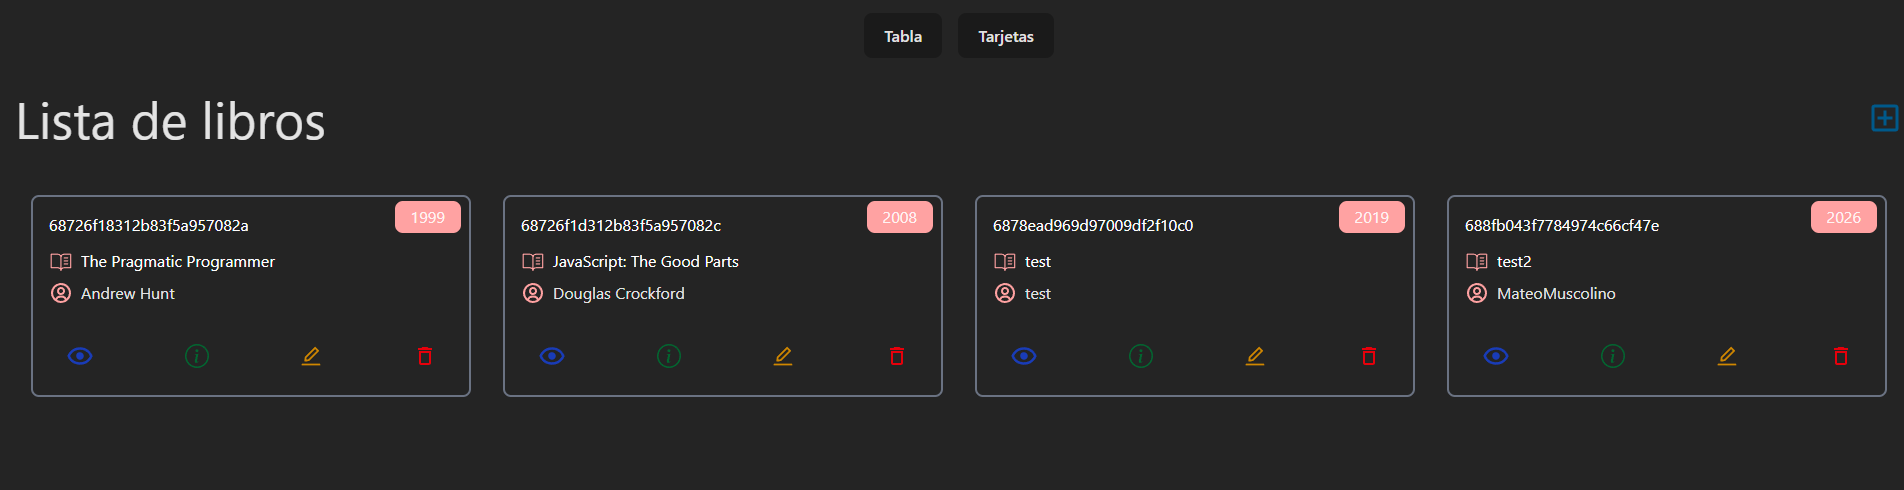 Tabla
Tarjetas
Lista de libros
68726f18312b83f5a957082a
1999
The Pragmatic Programmer
Andrew Hunt
68726f1d312b83f5a957082c
2008
JavaScript: The Good Parts
Douglas Crockford
6878ead969d97009df2f10c0
2019
test
test
688fb043f7784974c66cf47e
2026
test2
MateoMuscolino